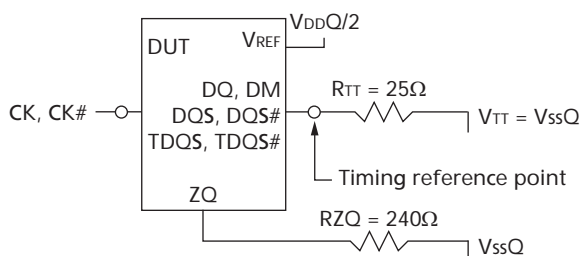 VDDQ/2
DUT
VREF
DQ, DM
CK, CK#
DQS, DQS#
TDQS, TDQS#
RTT = 25Ω
VTT = VSSQ
Timing reference point
ZQ
RZQ = 240Ω
VSSQ